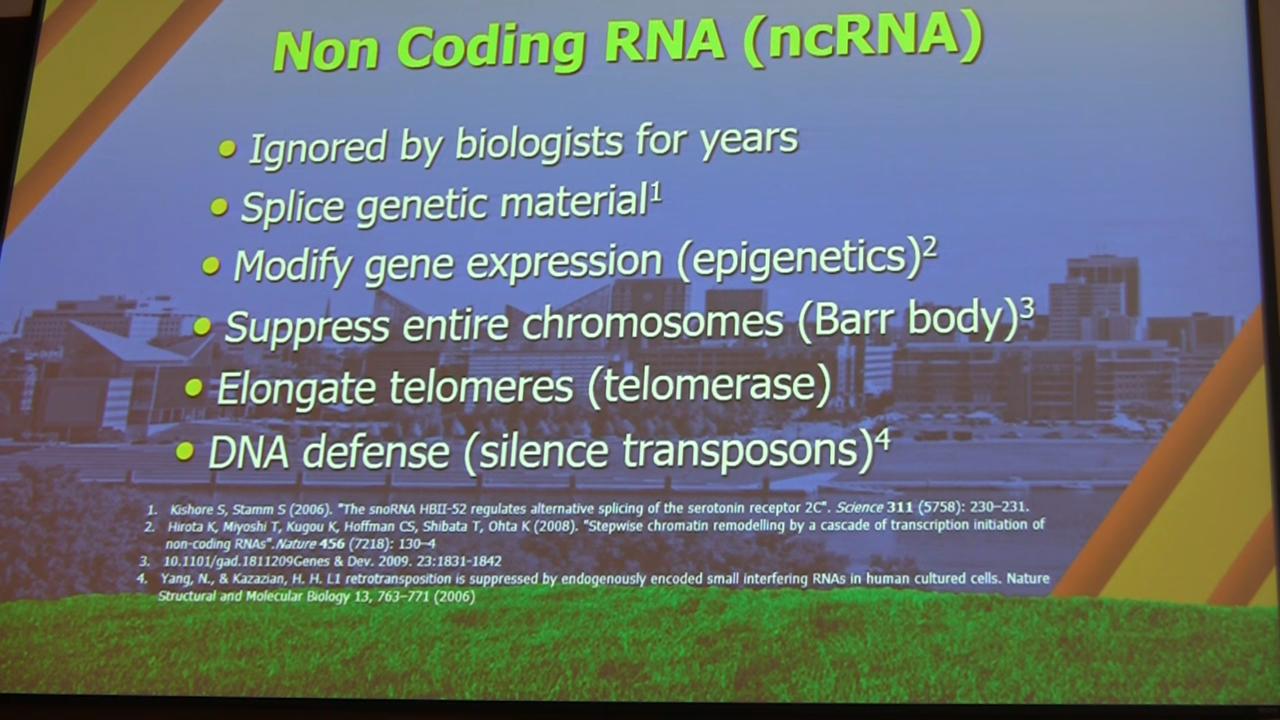 Non Coding RNA (ncRNA)
• Ignored by biologists for years
• Splice genetic material¹
• Modify gene expression (epigenetics)²
• Suppress entire chromosomes (Barr body)³
• Elongate telomeres (telomerase)
• DNA defense (silence transposons)⁴
1. Kishore S, Stamm S (2006). "The snoRNA HBII-52 regulates alternative splicing of the serotonin receptor 2C". Science 311 (5758): 230–231.
2. Hirota K, Miyoshi T, Kugou K, Hoffman CS, Shibata T, Ohta K (2008). "Stepwise chromatin remodelling by a cascade of transcription initiation of
non-coding RNAs".Nature 456 (7218): 130–4
3. 10.1101/gad.1811209Genes & Dev. 2009. 23:1831-1842
4. Yang, N., & Kazazian, H. H. L1 retrotransposition is suppressed by endogenously encoded small interfering RNAs in human cultured cells. Nature
Structural and Molecular Biology 13, 763–771 (2006)